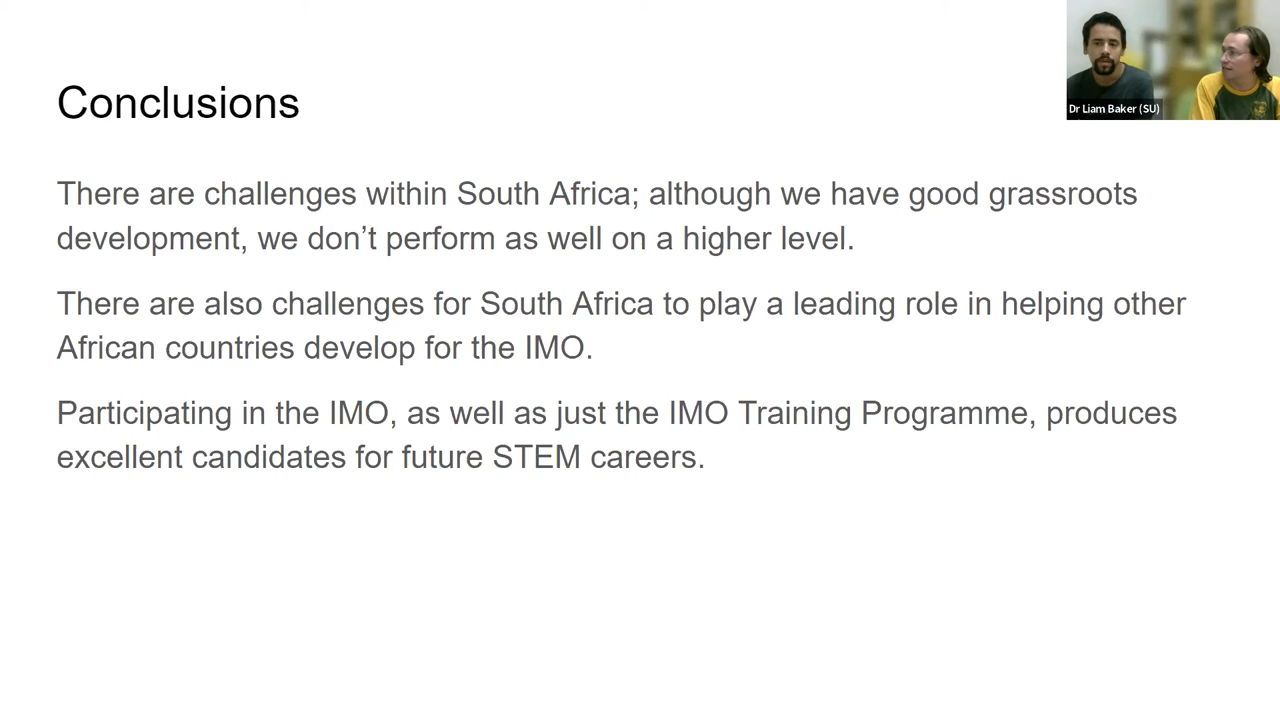 Conclusions
Dr Liam Baker (SU)
There are challenges within South Africa; although we have good grassroots
development, we don’t perform as well on a higher level.
There are also challenges for South Africa to play a leading role in helping other
African countries develop for the IMO.
Participating in the IMO, as well as just the IMO Training Programme, produces
excellent candidates for future STEM careers.